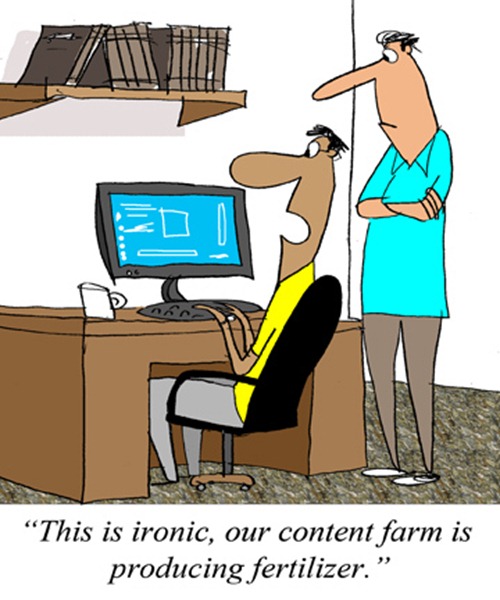 “This is ironic, our content farm is
producing fertilizer.”